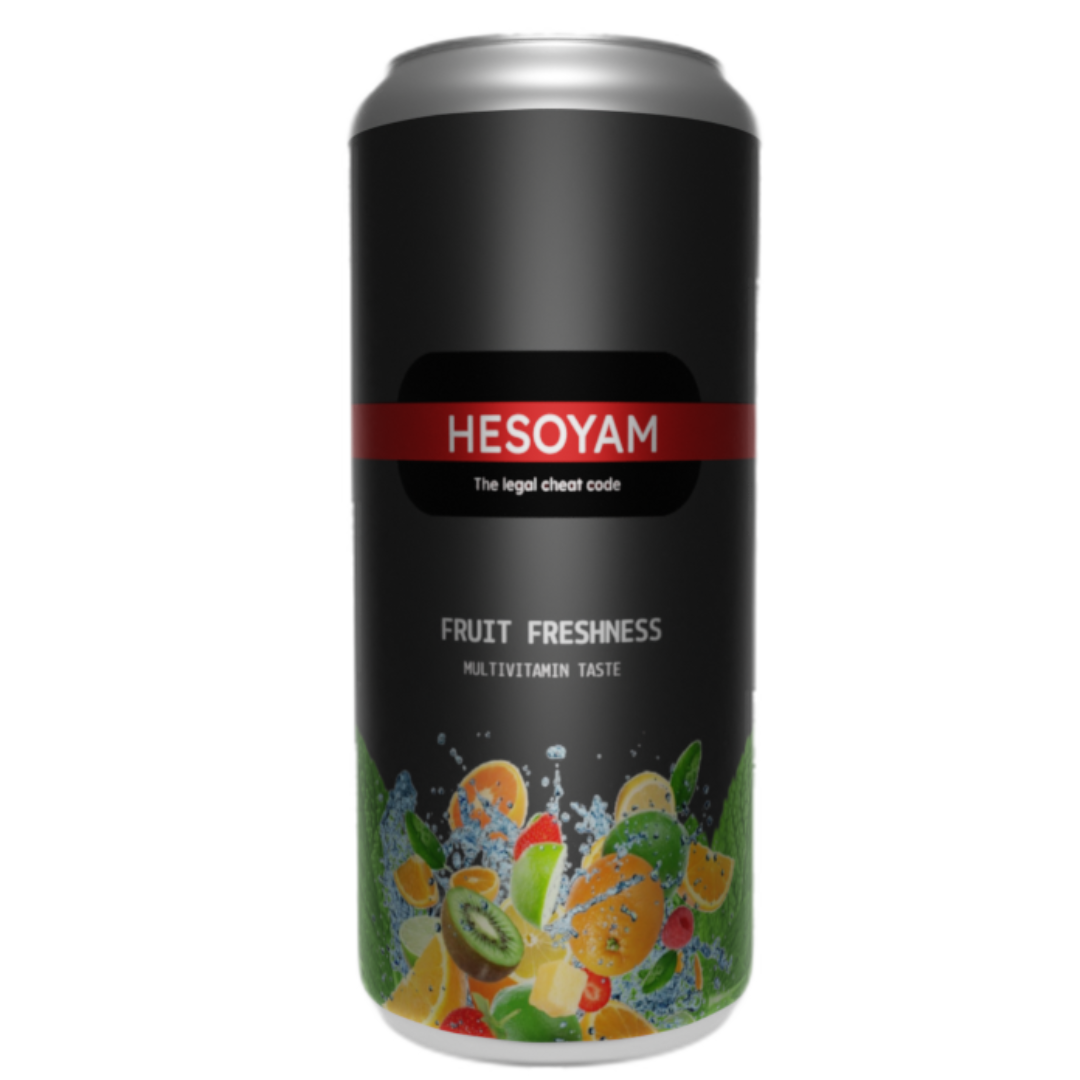 HESOYAM
The legal cheat code
FRUIT FRESHNESS
MULTIVITAMIN TASTE